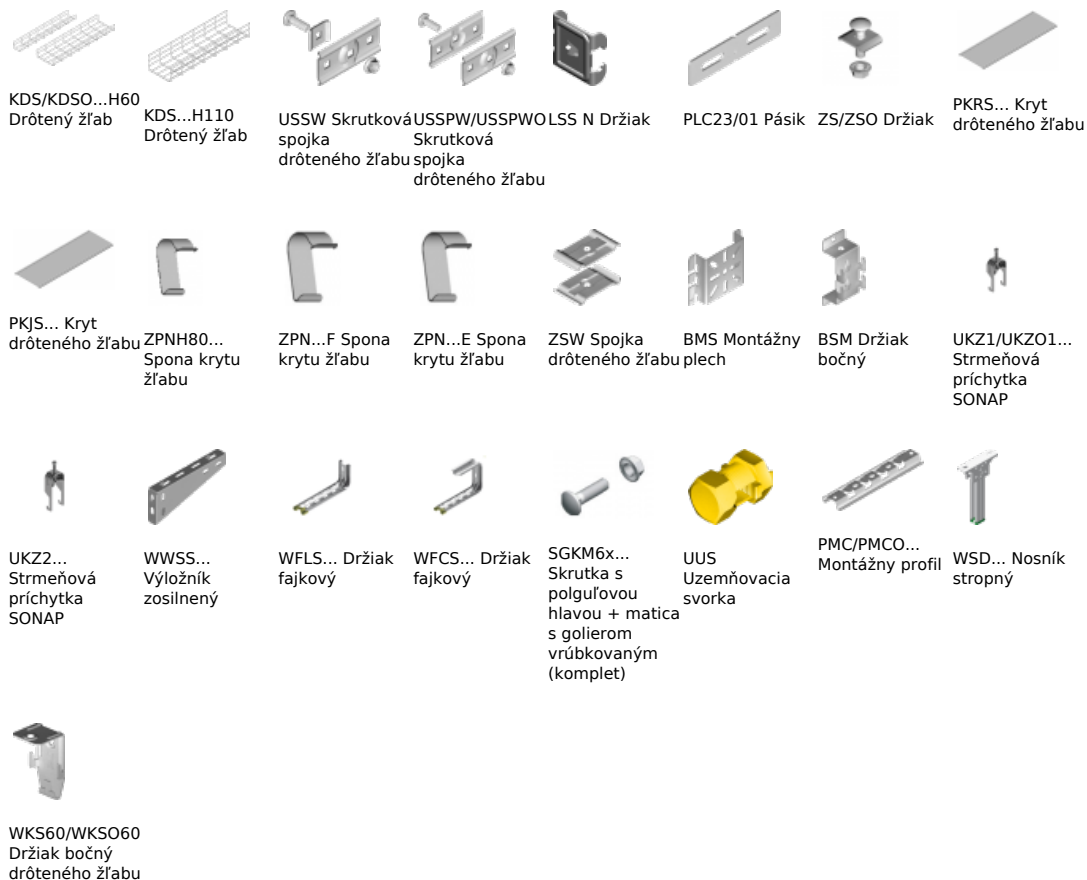 KDS/KDSO...H60
Drôtený žľab
KDS...H110
Drôtený žľab
USSW Skrutková
spojka
drôteného žľabu
USSPW/USSPWO
Skrutková
spojka
drôteného žľabu
LSS N Držiak
PLC23/01 Pásik
ZS/ZSO Držiak
PKRS... Kryt
drôteného žľabu
PKJS... Kryt
drôteného žľabu
ZPNH80...
Spona krytu
žľabu
ZPN...F Spona
krytu žľabu
ZPN...E Spona
krytu žľabu
ZSW Spojka
drôteného žľabu
BMS Montážny
plech
BSM Držiak
bočný
UKZ1/UKZO1...
Strmeňová
príchytka
SONAP
UKZ2...
Strmeňová
príchytka
SONAP
WWSS...
Výložník
zosilnený
WFLS... Držiak
fajkový
WFCS... Držiak
fajkový
SGKM6x...
Skrutka s
polguľovou
hlavou + matica
s golierom
vrúbkovaným
(komplet)
UUS
Uzemňovacia
svorka
PMC/PMCO...
Montážny profil
WSD... Nosník
stropný
WKS60/WKSO60
Držiak bočný
drôteného žľabu